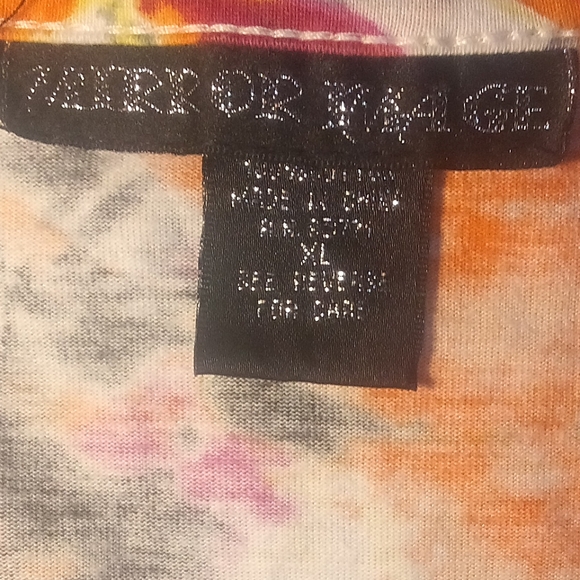 MIRROR IMAGE
MADE IN CHINA
XL
SEE REVERSE
FOR CARE